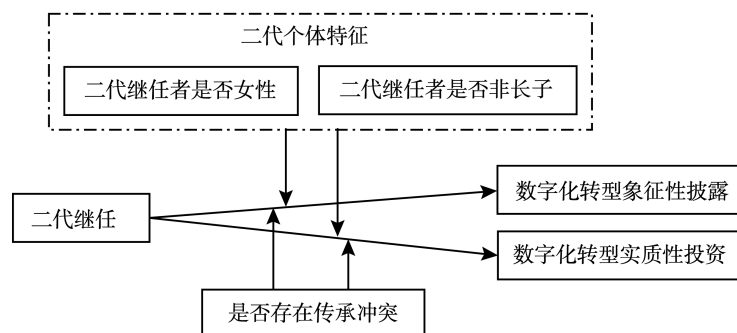 二代个体特征
二代继任者是否女性
二代继任者是否非长子
数字化转型象征性披露
二代继任
数字化转型实质性投资
是否存在传承冲突